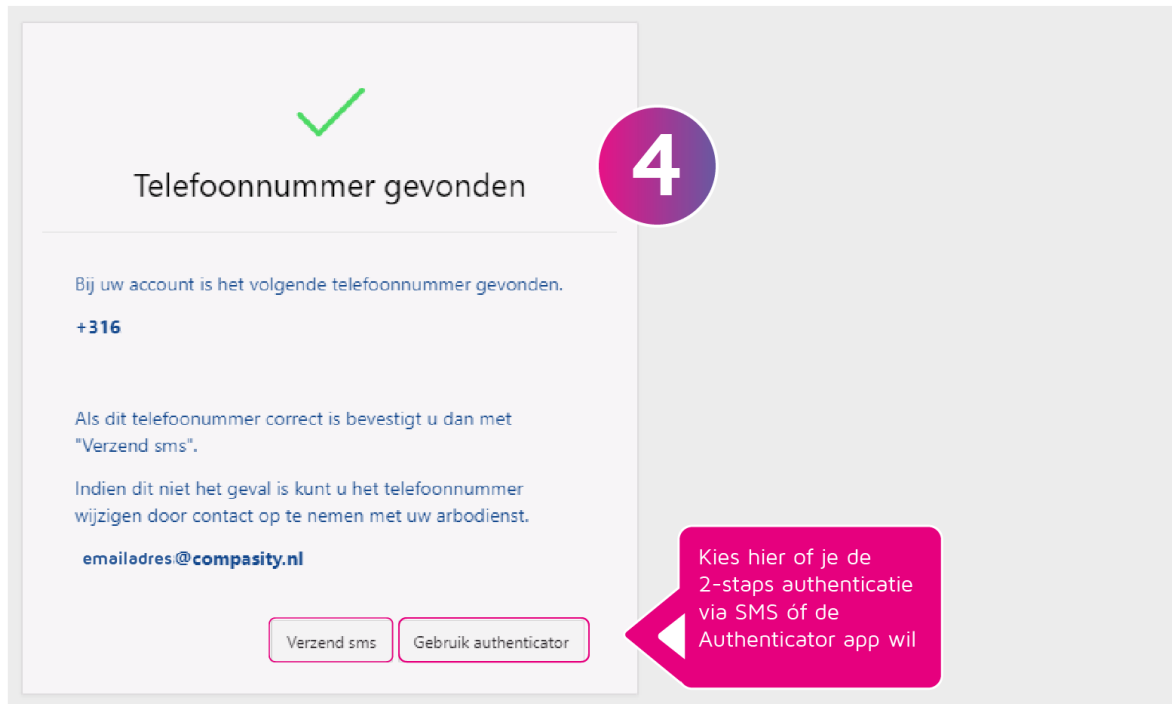 4
Telefoonnummer gevonden
Bij uw account is het volgende telefoonnummer gevonden.
+316
Als dit telefoonummer correct is bevestigt u dan met
"Verzend sms".
Indien dit niet het geval is kunt u het telefoonnummer
wijzigen door contact op te nemen met uw arbodienst.
emailadres@compasity.nl
Verzend sms
Gebruik authenticator
Kies hier of je de
2-staps authenticatie
via SMS óf de
Authenticator app wil